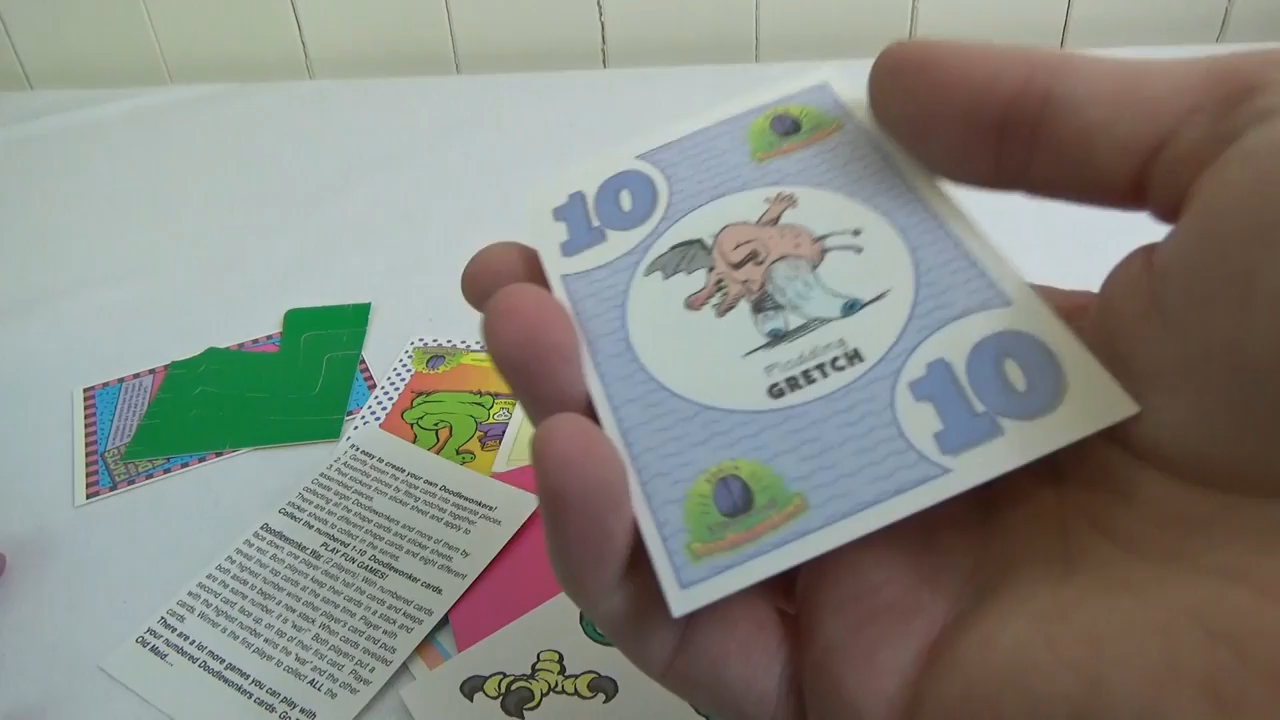 10
Plodding
GRETCH
10
It's easy to create your own Doodlewonkers!
1. Gently loosen the shape cards into separate pieces.
2. Assemble pieces by fitting notches together.
3. Peel stickers from sticker sheet and apply to
assembled pieces.
Create larger Doodlewonkers and more of them by
collecting all the shape cards and sticker sheets.
There are ten different shape cards and eight different
sticker sheets to collect in the series.
Collect the numbered 1-10 Doodlewonker cards.
PLAY FUN GAMES!
Doodlewonker War (2 players): With numbered cards
face down, one player deals half the cards and keeps
the rest. Both players keep their cards in a stack and
reveal their top cards at the same time. Player with
the highest number wins other player's card and puts
both aside to begin a new stack. When cards revealed
are the same number, it is "war!" Both players put a
second card, face up, on top of their first card. Player
with the highest number wins the "war" and the other
cards. Winner is the first player to collect ALL the
cards.
There are a lot more games you can play with
your numbered Doodlewonkers cards- Go
Old Maid...